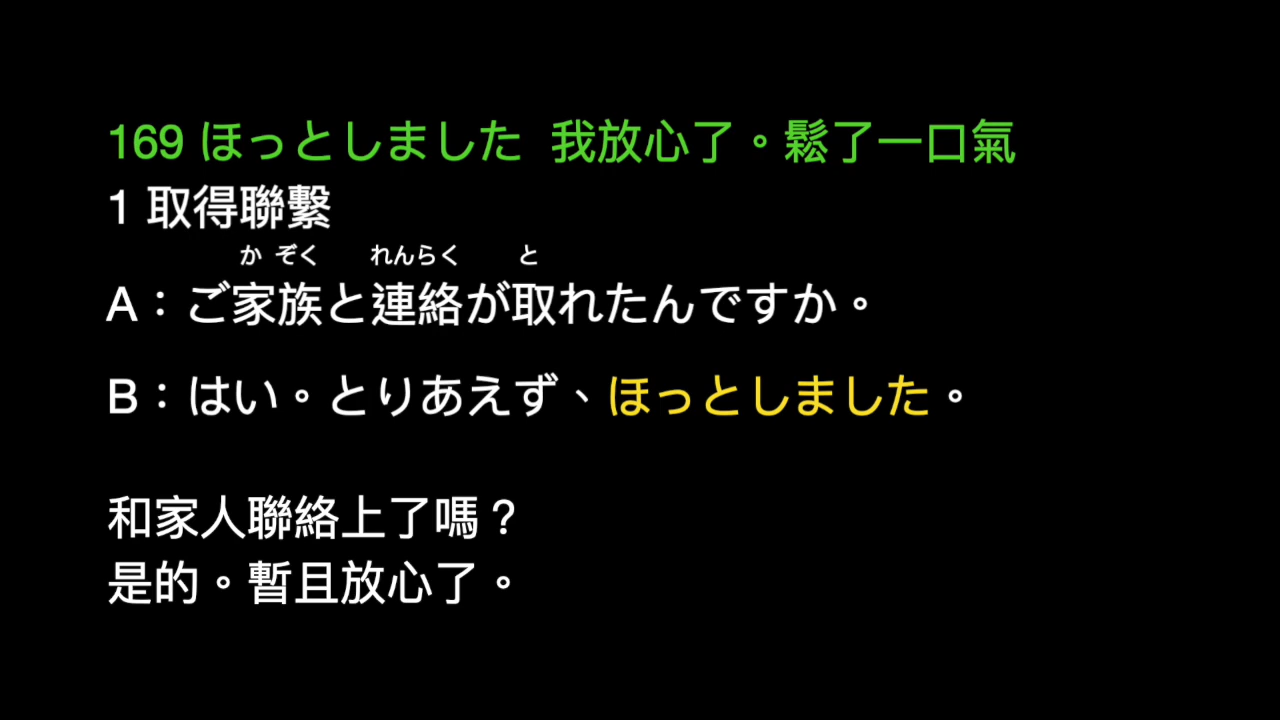 169 ほっとしました 我放心了。鬆了一口氣
1 取得聯繫
か ぞく れんらく と
A：ご家族と連絡が取れたんですか。
B：はい。とりあえず、ほっとしました。
和家人聯絡上了嗎？
是的。暫且放心了。